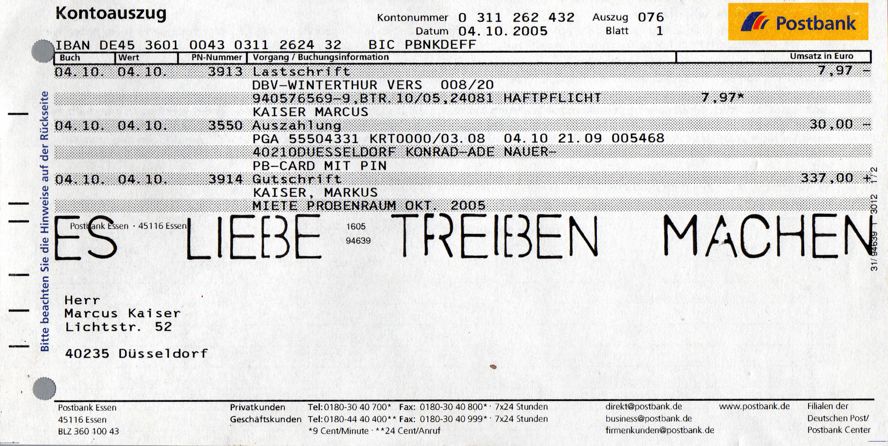 Kontoauszug
Kontonummer 0 311 262 432 Auszug 076
Datum 04.10.2005 Blatt 1
Postbank
IBAN DE45 3601 0043 0311 2624 32 BIC PBNKDEFF
Buch Wert PN-Nummer Vorgang / Buchungsinformation Umsatz in Euro
04.10. 04.10. 3913 Lastschrift 7,97 -
DBV-WINTERTHUR VERS 008/20
940576569-9,BTR.10/05,24081 HAFTPFLICHT 7,97*
KAISER MARCUS
04.10. 04.10. 3550 Auszahlung 30,00 -
PGA 55504331 KRT0000/03.08 04.10 21.09 005468
40210DUESSELDORF KONRAD-ADE NAUER-
PB-CARD MIT PIN
04.10. 04.10. 3914 Gutschrift 337,00 +
KAISER, MARKUS
MIETE PROBENRAUM OKT. 2005
Postbank Essen · 45116 Essen 1605
94639
ES LIEBE TREIBEN MACHEN
Herr
Marcus Kaiser
Lichtstr. 52
40235 Düsseldorf
Bitte beachten Sie die Hinweise auf der Rückseite
31/94639 1 3012 1/2
Postbank Essen Privatkunden Tel:0180-30 40 700* Fax: 0180-30 40 800* · 7x24 Stunden direkt@postbank.de www.postbank.de Filialen der
45116 Essen Geschäftskunden Tel:0180-44 40 400** Fax: 0180-40 40 999* · 7x24 Stunden business@postbank.de Deutschen Post/
BLZ 360 100 43 *9 Cent/Minute · **24 Cent/Anruf firmenkunden@postbank.de Postbank Center